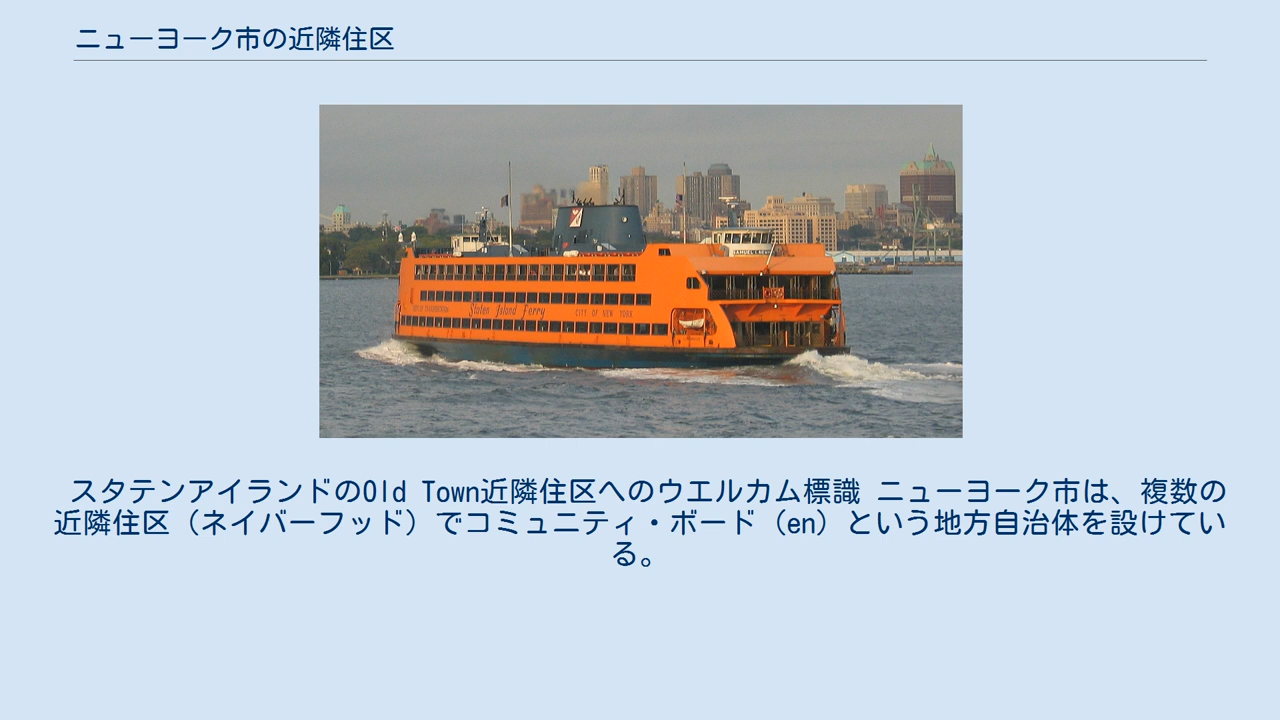 ニューヨーク市の近隣住区
Staten Island Ferry
CITY OF NEW YORK
スタテンアイランドのOld Town近隣住区へのウエルカム標識 ニューヨーク市は、複数の
近隣住区（ネイバーフッド）でコミュニティ・ボード（en）という地方自治体を設けてい
る。